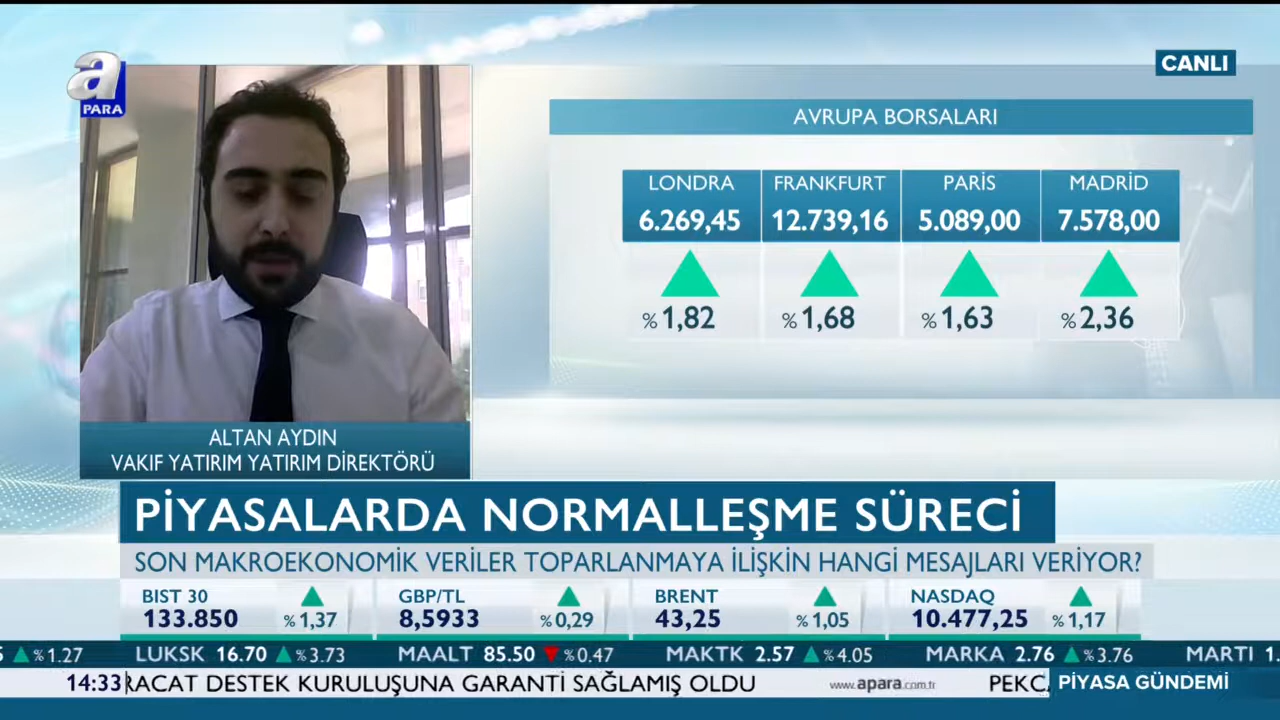 a
PARA
CANLI
AVRUPA BORSALARI
LONDRA FRANKFURT PARİS MADRİD
6.269,45 12.739,16 5.089,00 7.578,00
%1,82 %1,68 %1,63 %2,36
ALTAN AYDIN
VAKIF YATIRIM YATIRIM DİREKTÖRÜ
PİYASALARDA NORMALLEŞME SÜRECİ
SON MAKROEKONOMİK VERİLER TOPARLANMAYA İLİŞKİN HANGİ MESAJLARI VERİYOR?
BIST 30 GBP/TL BRENT NASDAQ
133.850 %1,37 8,5933 %0,29 43,25 %1,05 10.477,25 %1,17
%1.27 LUKSK 16.70 %3.73 MAALT 85.50 %0.47 MAKTK 2.57 %4.05 MARKA 2.76 %3.76 MARTI 1.
14:33 RACAT DESTEK KURULUŞUNA GARANTİ SAĞLAMIŞ OLDU www.apara.com.tr PEKC PİYASA GÜNDEMİ